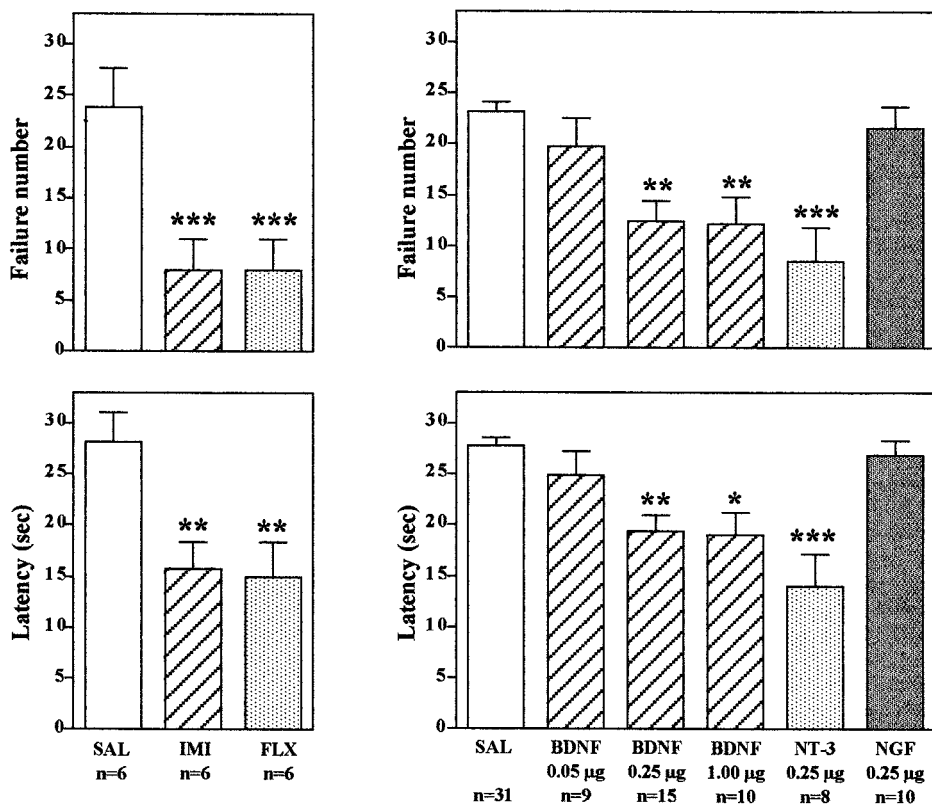 Failure number
30
25
20
15
10
5
0
*** ***
Failure number
30
25
20
15
10
5
0
** ** ***
Latency (sec)
30
25
20
15
10
5
0
** **
SAL IMI FLX
n=6 n=6 n=6
Latency (sec)
30
25
20
15
10
5
0
** * ***
SAL BDNF BDNF BDNF NT-3 NGF
0.05 µg 0.25 µg 1.00 µg 0.25 µg 0.25 µg
n=31 n=9 n=15 n=10 n=8 n=10